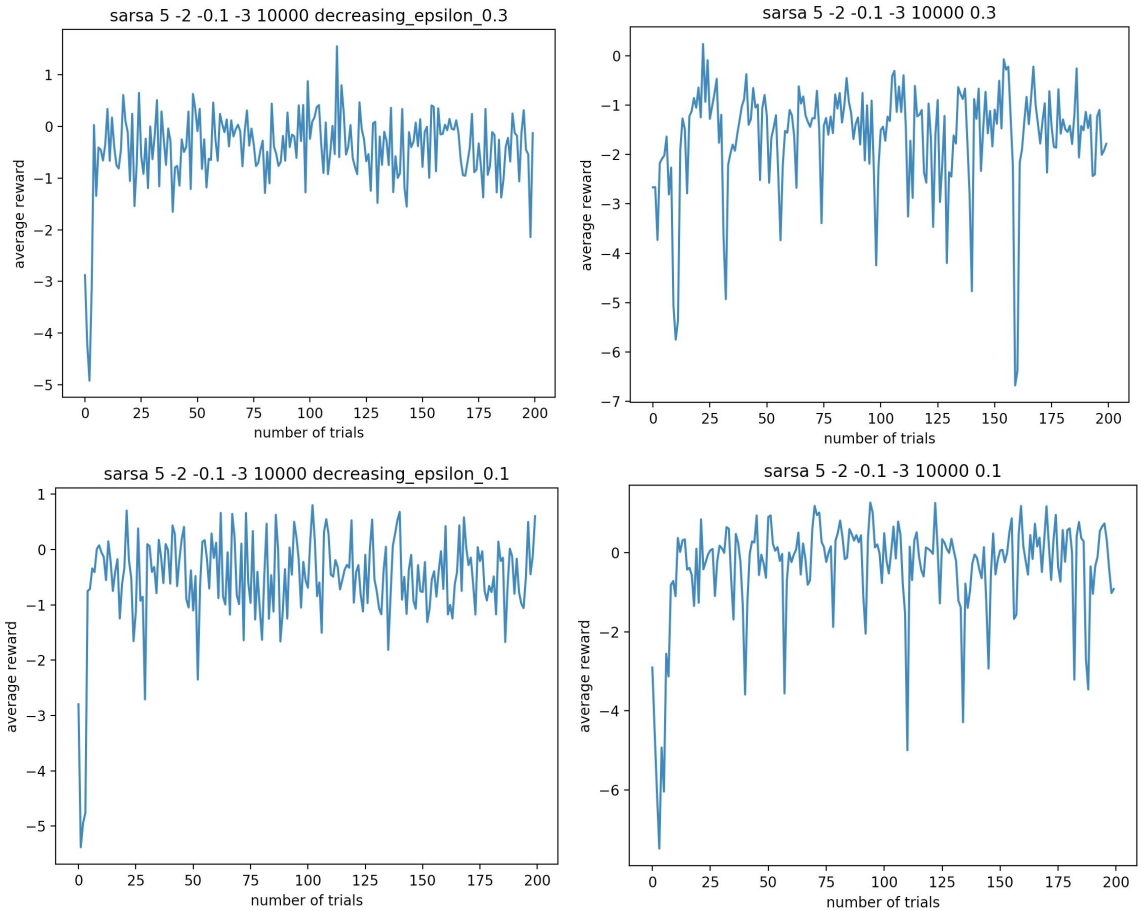 sarsa 5 -2 -0.1 -3 10000 decreasing_epsilon_0.3
1
0
−1
−2
−3
−4
−5
average reward
0 25 50 75 100 125 150 175 200
number of trials
sarsa 5 -2 -0.1 -3 10000 0.3
0
−1
−2
−3
−4
−5
−6
−7
average reward
0 25 50 75 100 125 150 175 200
number of trials
sarsa 5 -2 -0.1 -3 10000 decreasing_epsilon_0.1
1
0
−1
−2
−3
−4
−5
average reward
0 25 50 75 100 125 150 175 200
number of trials
sarsa 5 -2 -0.1 -3 10000 0.1
0
−2
−4
−6
average reward
0 25 50 75 100 125 150 175 200
number of trials